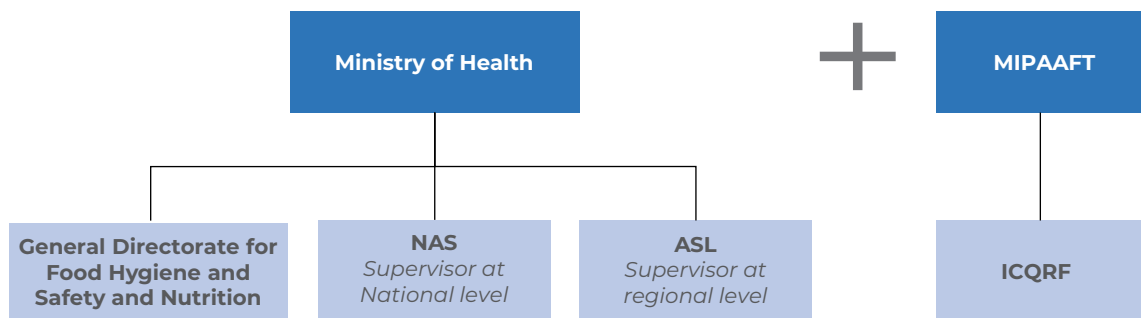 Ministry of Health
MIPAAFT
General Directorate for
Food Hygiene and
Safety and Nutrition
NAS
Supervisor at
National level
ASL
Supervisor at
regional level
ICQRF